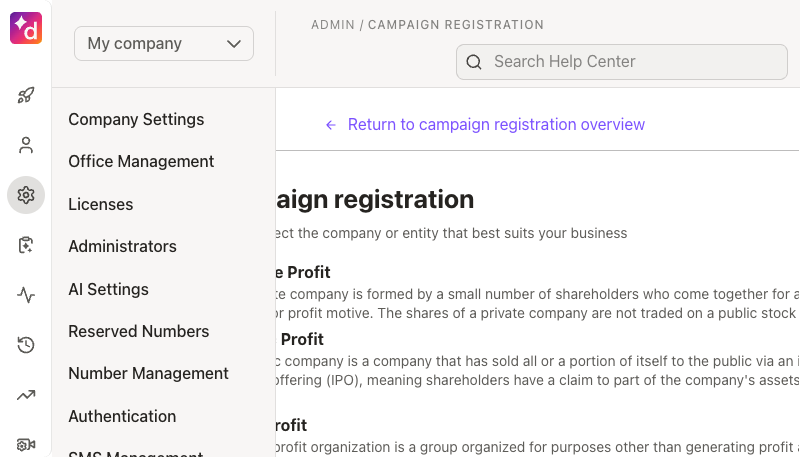 d
My company
ADMIN / CAMPAIGN REGISTRATION
Search Help Center
Company Settings
Office Management
Licenses
Administrators
AI Settings
Reserved Numbers
Number Management
Authentication
← Return to campaign registration overview
aign registration
ect the company or entity that best suits your business
e Profit
te company is formed by a small number of shareholders who come together for a
or profit motive. The shares of a private company are not traded on a public stock
Profit
c company is a company that has sold all or a portion of itself to the public via an i
offering (IPO), meaning shareholders have a claim to part of the company's assets
rofit
profit organization is a group organized for purposes other than generating profit a